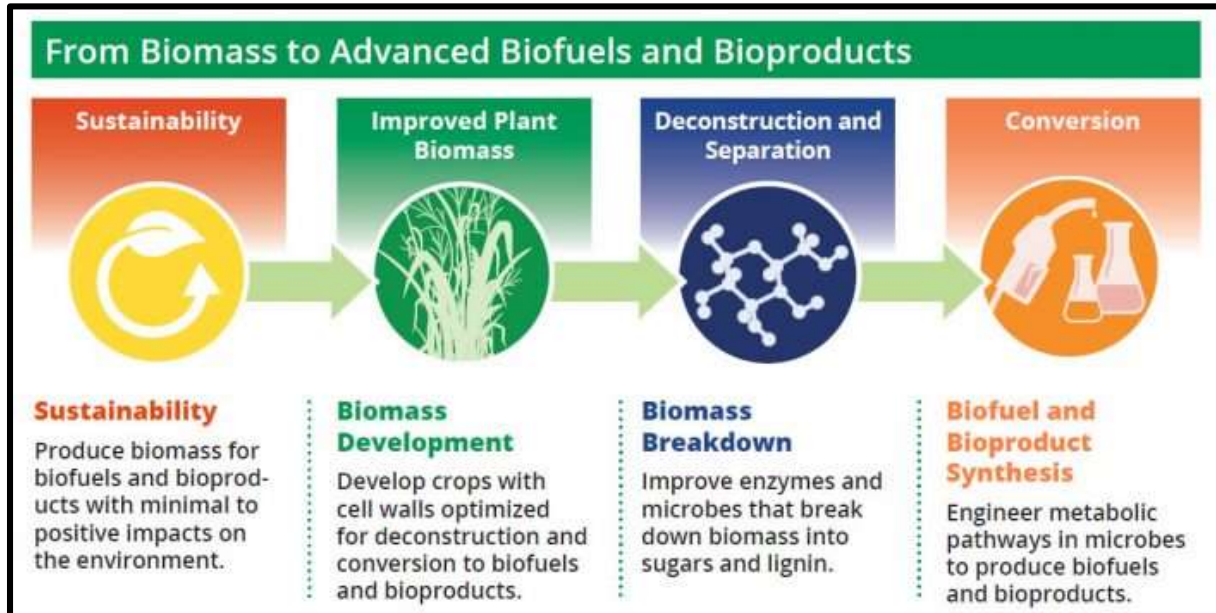 From Biomass to Advanced Biofuels and Bioproducts
Sustainability
Improved Plant
Biomass
Deconstruction and
Separation
Conversion
Sustainability
Produce biomass for
biofuels and bioprod-
ucts with minimal to
positive impacts on
the environment.
Biomass
Development
Develop crops with
cell walls optimized
for deconstruction and
conversion to biofuels
and bioproducts.
Biomass
Breakdown
Improve enzymes and
microbes that break
down biomass into
sugars and lignin.
Biofuel and
Bioproduct
Synthesis
Engineer metabolic
pathways in microbes
to produce biofuels
and bioproducts.